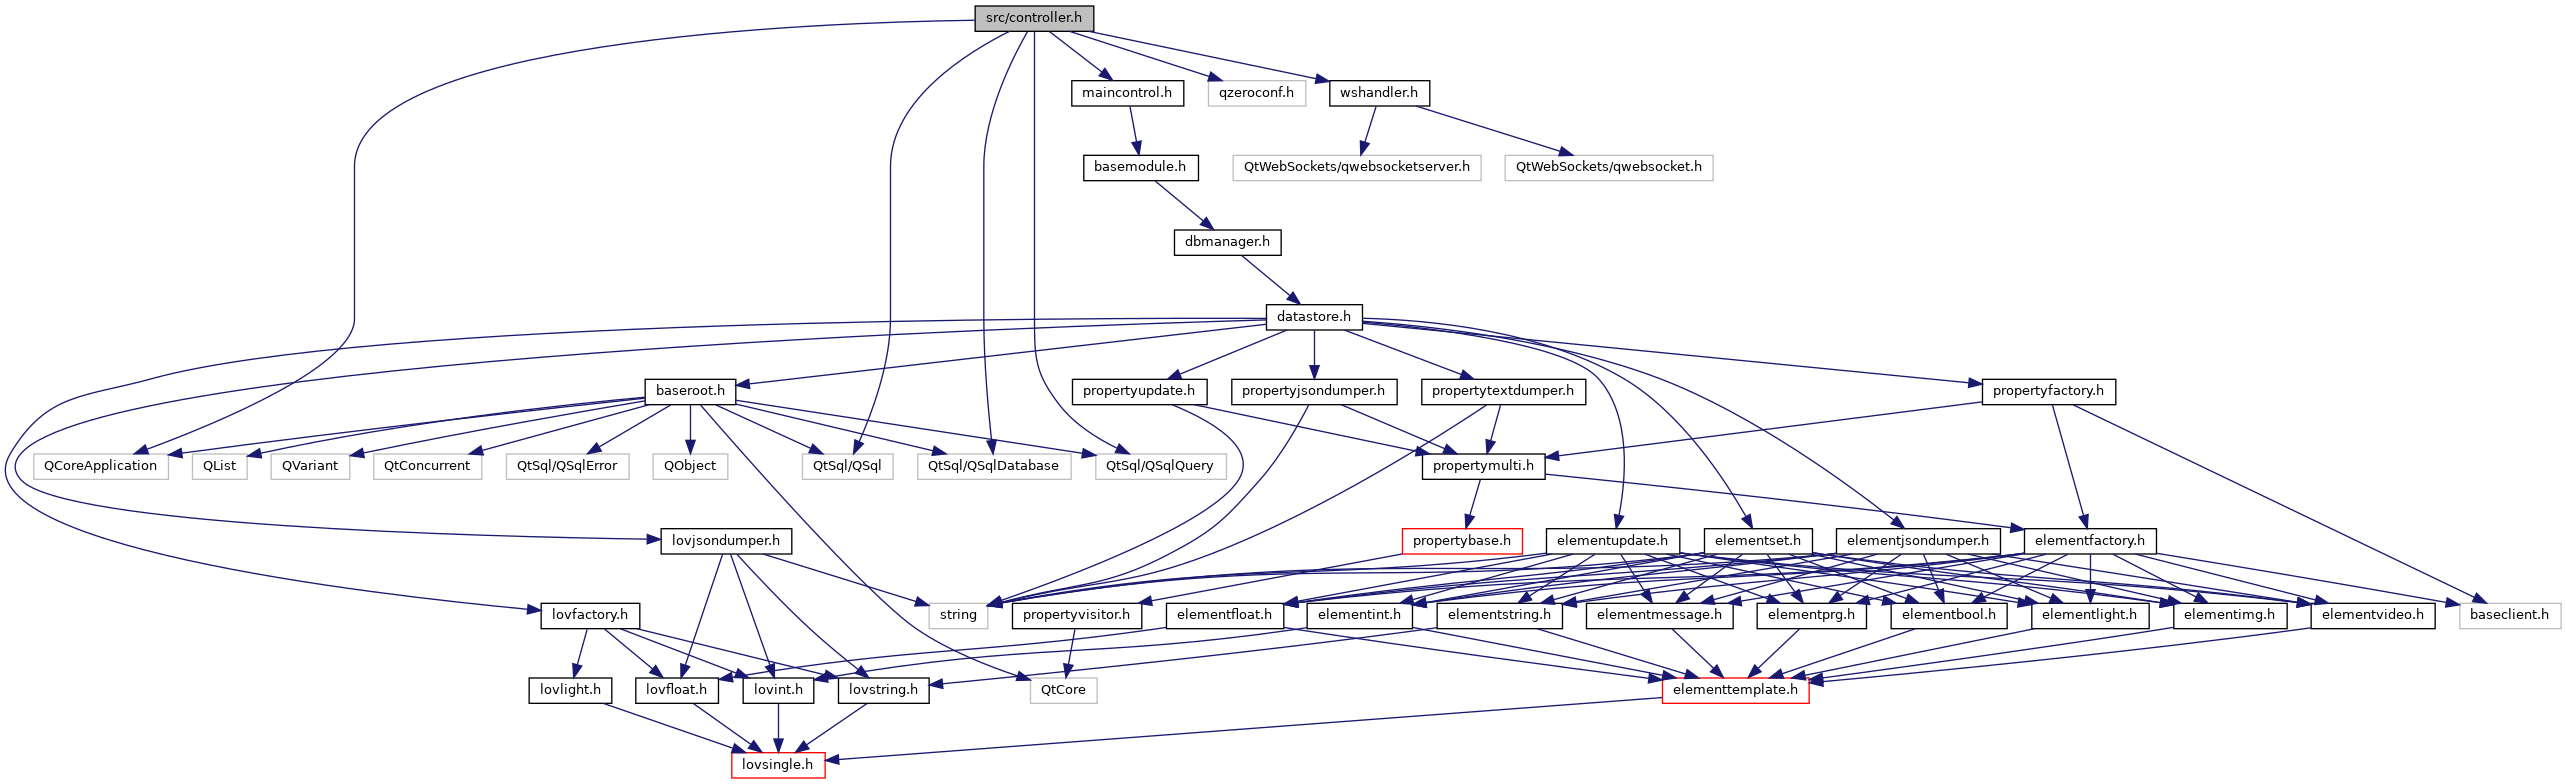 src/controller.h
maincontrol.h
qzeroconf.h
wshandler.h
basemodule.h
QtWebSockets/qwebsocketserver.h
QtWebSockets/qwebsocket.h
dbmanager.h
datastore.h
baseroot.h
propertyupdate.h
propertyjsondumper.h
propertytextdumper.h
propertyfactory.h
QCoreApplication
QList
QVariant
QtConcurrent
QtSql/QSqlError
QObject
QtSql/QSql
QtSql/QSqlDatabase
QtSql/QSqlQuery
propertymulti.h
lovjsondumper.h
propertybase.h
elementupdate.h
elementset.h
elementjsondumper.h
elementfactory.h
lovfactory.h
string
propertyvisitor.h
elementfloat.h
elementint.h
elementstring.h
elementmessage.h
elementprg.h
elementbool.h
elementlight.h
elementimg.h
elementvideo.h
baseclient.h
lovlight.h
lovfloat.h
lovint.h
lovstring.h
QtCore
elementtemplate.h
lovsingle.h